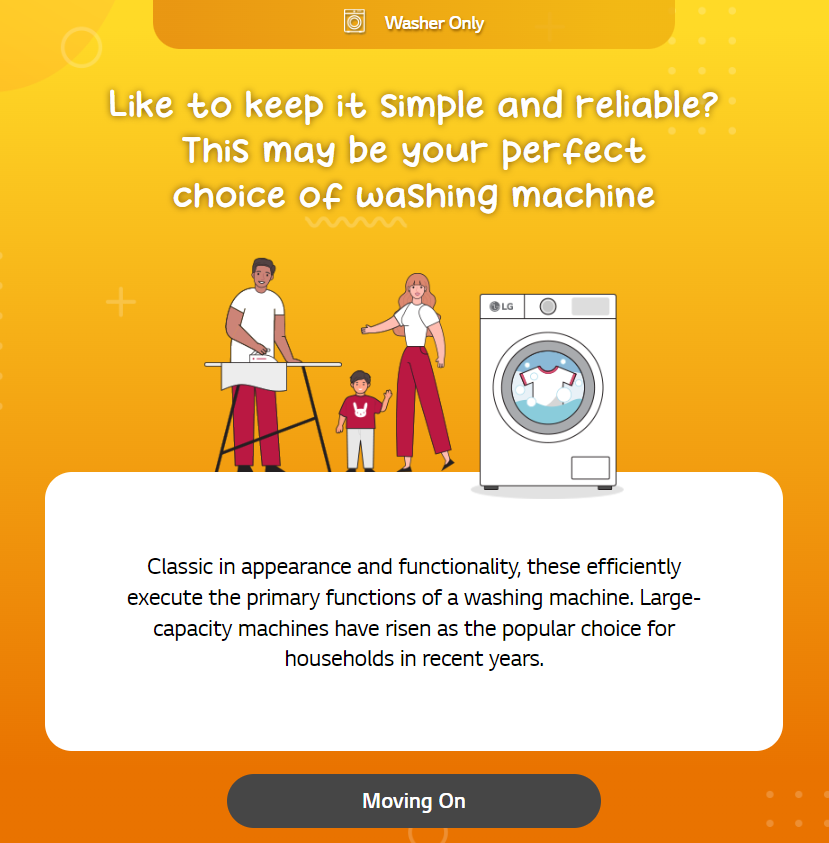 Washer Only
Like to keep it simple and reliable?
This may be your perfect
choice of washing machine
LG
Classic in appearance and functionality, these efficiently
execute the primary functions of a washing machine. Large-
capacity machines have risen as the popular choice for
households in recent years.
Moving On